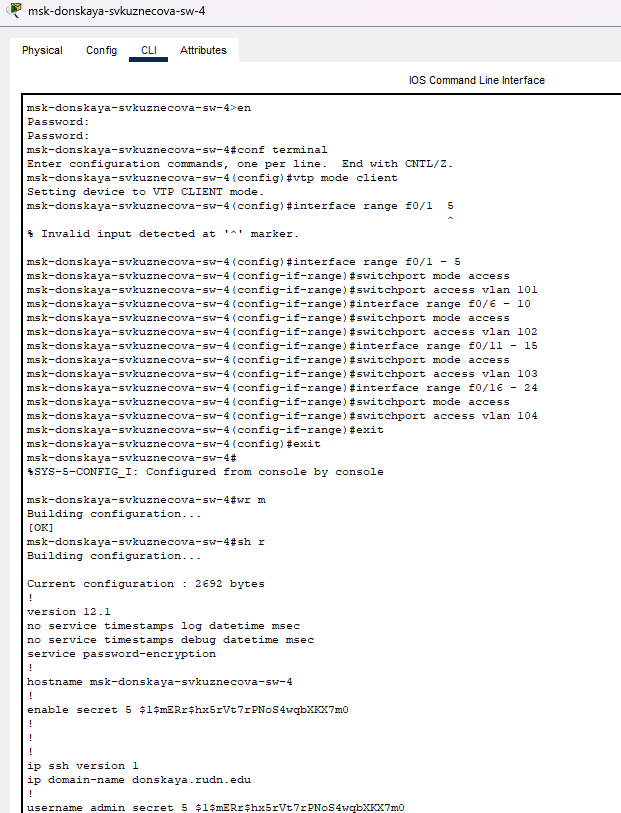 msk-donskaya-svkuznecova-sw-4
Physical Config CLI Attributes
IOS Command Line Interface
msk-donskaya-svkuznecova-sw-4>en
Password:
Password:
msk-donskaya-svkuznecova-sw-4#conf terminal
Enter configuration commands, one per line.  End with CNTL/Z.
msk-donskaya-svkuznecova-sw-4(config)#vtp mode client
Setting device to VTP CLIENT mode.
msk-donskaya-svkuznecova-sw-4(config)#interface range f0/1  5
^
% Invalid input detected at '^' marker.
msk-donskaya-svkuznecova-sw-4(config)#interface range f0/1 - 5
msk-donskaya-svkuznecova-sw-4(config-if-range)#switchport mode access
msk-donskaya-svkuznecova-sw-4(config-if-range)#switchport access vlan 101
msk-donskaya-svkuznecova-sw-4(config-if-range)#interface range f0/6 - 10
msk-donskaya-svkuznecova-sw-4(config-if-range)#switchport mode access
msk-donskaya-svkuznecova-sw-4(config-if-range)#switchport access vlan 102
msk-donskaya-svkuznecova-sw-4(config-if-range)#interface range f0/11 - 15
msk-donskaya-svkuznecova-sw-4(config-if-range)#switchport mode access
msk-donskaya-svkuznecova-sw-4(config-if-range)#switchport access vlan 103
msk-donskaya-svkuznecova-sw-4(config-if-range)#interface range f0/16 - 24
msk-donskaya-svkuznecova-sw-4(config-if-range)#switchport mode access
msk-donskaya-svkuznecova-sw-4(config-if-range)#switchport access vlan 104
msk-donskaya-svkuznecova-sw-4(config-if-range)#exit
msk-donskaya-svkuznecova-sw-4(config)#exit
msk-donskaya-svkuznecova-sw-4#
%SYS-5-CONFIG_I: Configured from console by console
msk-donskaya-svkuznecova-sw-4#wr m
Building configuration...
[OK]
msk-donskaya-svkuznecova-sw-4#sh r
Building configuration...
Current configuration : 2692 bytes
!
version 12.1
no service timestamps log datetime msec
no service timestamps debug datetime msec
service password-encryption
!
hostname msk-donskaya-svkuznecova-sw-4
!
enable secret 5 $1$mERr$hx5rVt7rPNoS4wqbXKX7m0
!
!
!
ip ssh version 1
ip domain-name donskaya.rudn.edu
!
username admin secret 5 $1$mERr$hx5rVt7rPNoS4wqbXKX7m0